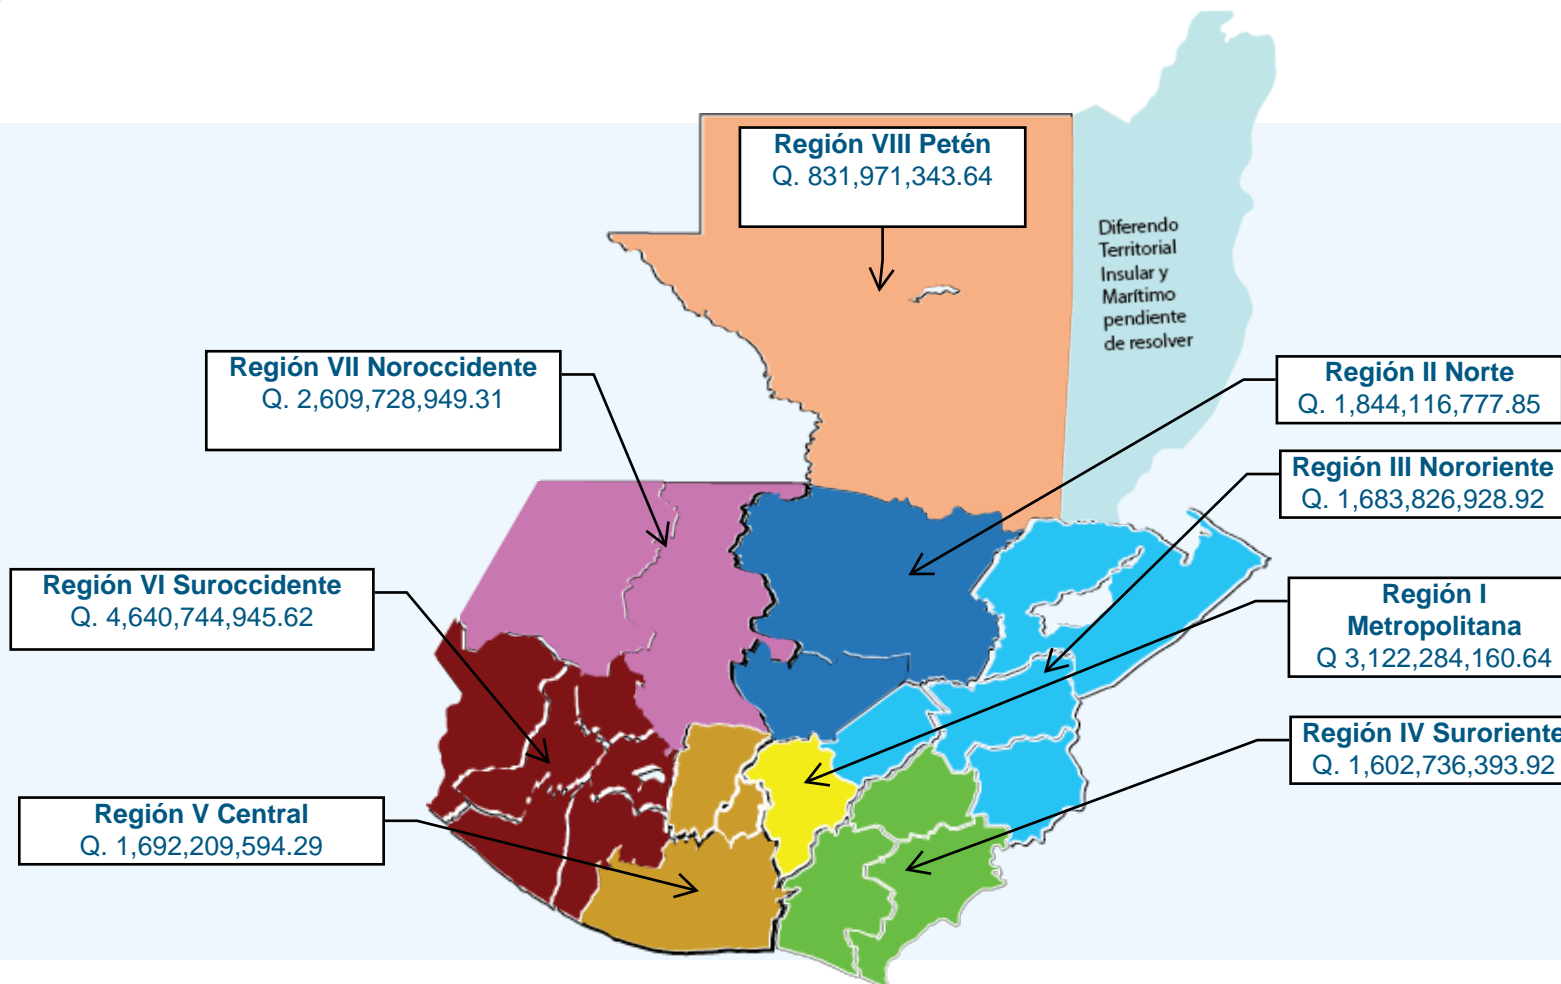 Región VIII Petén
Q. 831,971,343.64
Diferendo
Territorial
Insular y
Marítimo
pendiente
de resolver
Región VII Noroccidente
Q. 2,609,728,949.31
Región II Norte
Q. 1,844,116,777.85
Región III Nororiente
Q. 1,683,826,928.92
Región VI Suroccidente
Q. 4,640,744,945.62
Región I
Metropolitana
Q 3,122,284,160.64
Región IV Suroriente
Q. 1,602,736,393.92
Región V Central
Q. 1,692,209,594.29